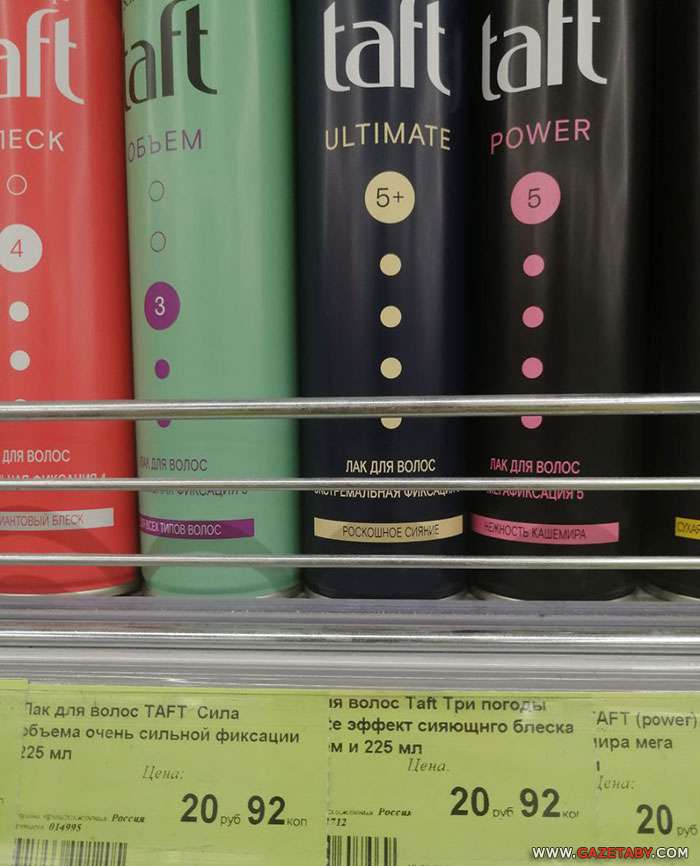 taft
taft
taft
taft
ОБЪЕМ
ULTIMATE
POWER
5+
5
4
3
ДЛЯ ВОЛОС
ЛАК ДЛЯ ВОЛОС
ЛАК ДЛЯ ВОЛОС
ЛАК ДЛЯ ВОЛОС
ЭКСТРЕМАЛЬНАЯ ФИКСАЦИЯ
МЕГАФИКСАЦИЯ 5
ВСЕХ ТИПОВ ВОЛОС
РОСКОШНОЕ СИЯНИЕ
НЕЖНОСТЬ КАШЕМИРА
Лак для волос TAFT Сила
объема очень сильной фиксации
225 мл
Цена:
20 руб 92 коп
Россия
014995
волос Taft Три погоды
эффект сияющнго блеска
и 225 мл
Цена:
20 руб 92 коп
Россия
TAFT (power)
мега
Цена:
20 руб
WWW.GAZETABY.COM